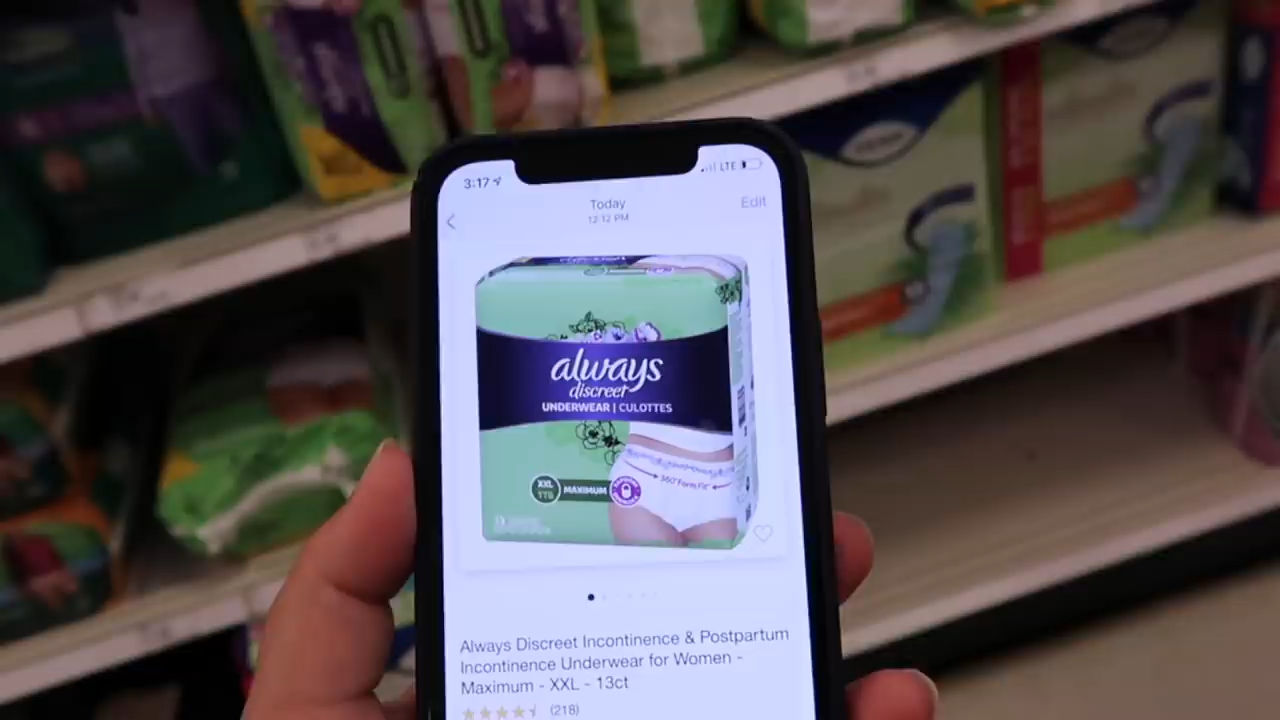 3:17
LTE
Today
12:12 PM
Edit
always
discreet
UNDERWEAR | CULOTTES
360° Form Fit
XXL
MAXIMUM
Always Discreet Incontinence & Postpartum
Incontinence Underwear for Women -
Maximum - XXL - 13ct
(218)